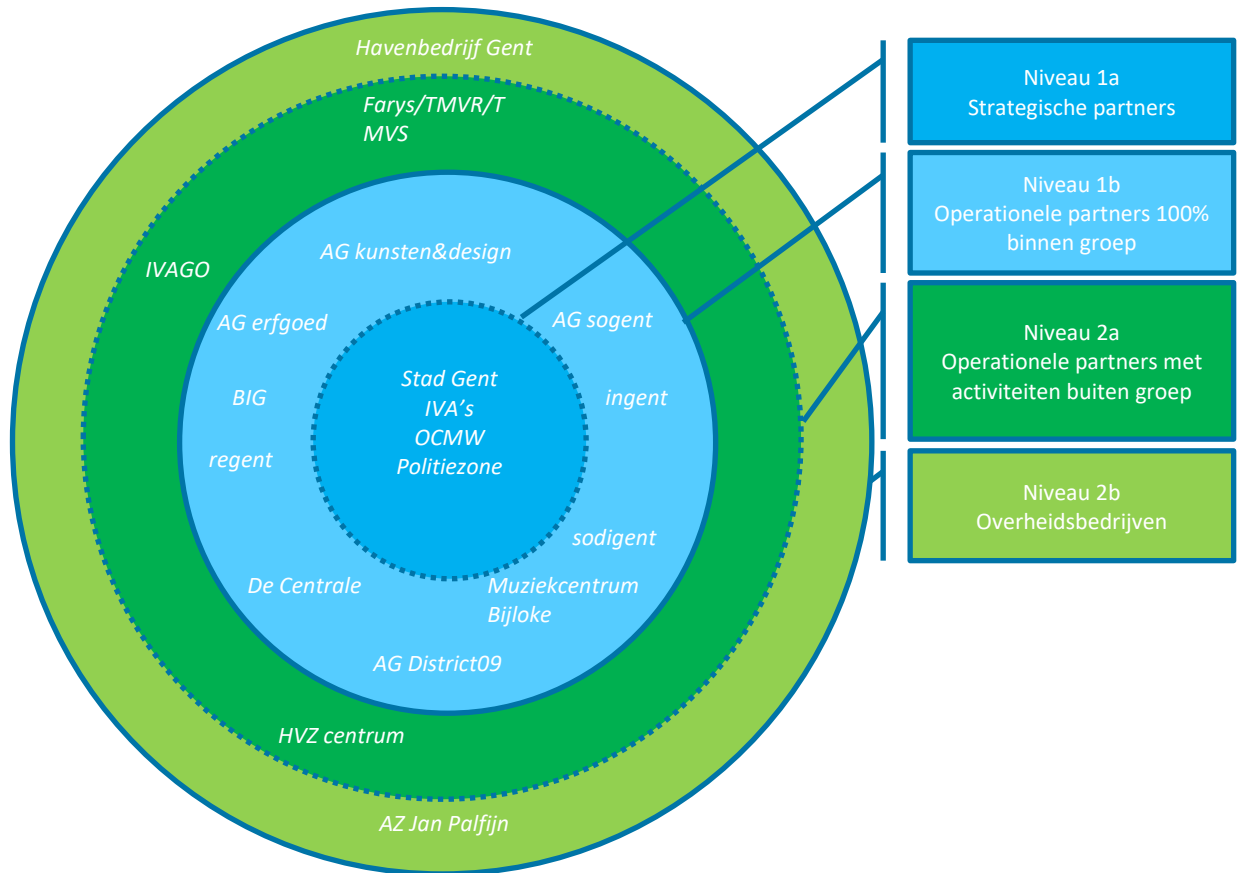 Havenbedrijf Gent
Farys/TMVR/T
MVS
IVAGO
AG kunsten&design
AG erfgoed
AG sogent
BIG
ingent
regent
Stad Gent
IVA's
OCMW
Politiezone
sodigent
De Centrale
Muziekcentrum
Bijloke
AG District09
HVZ centrum
AZ Jan Palfijn
Niveau 1a
Strategische partners
Niveau 1b
Operationele partners 100%
binnen groep
Niveau 2a
Operationele partners met
activiteiten buiten groep
Niveau 2b
Overheidsbedrijven